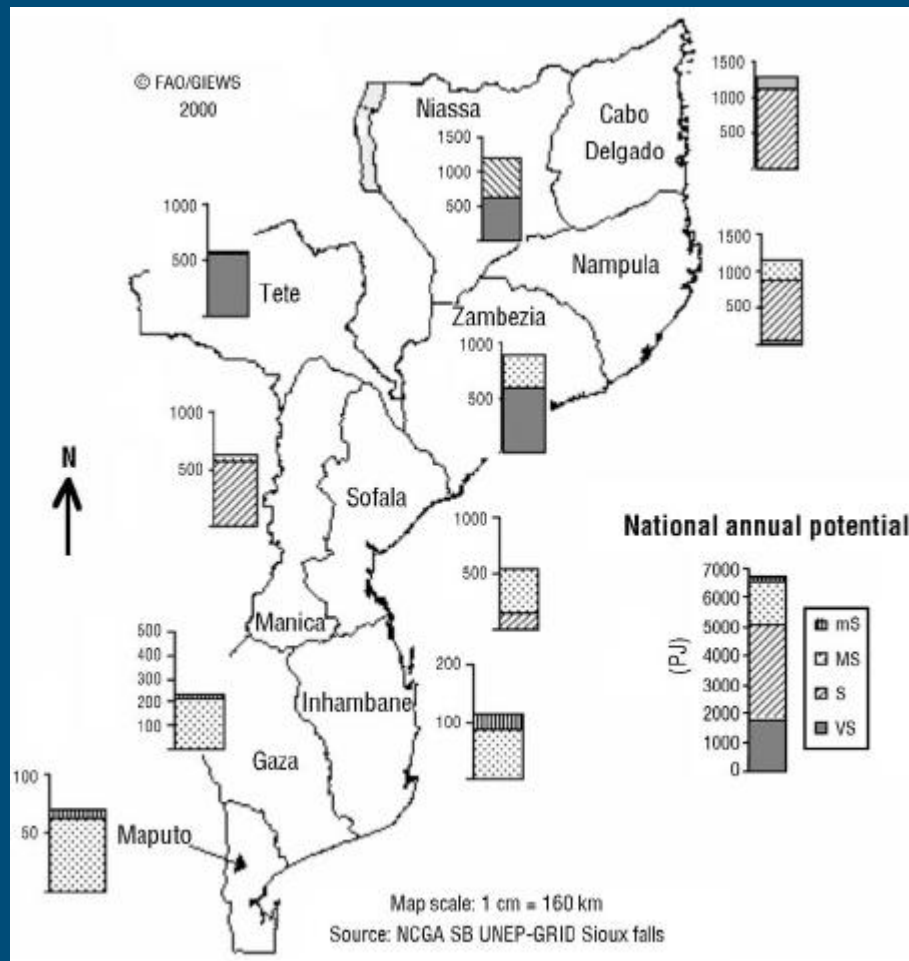 © FAO/GIEWS
2000
Niassa
1500
1000
500
Cabo
Delgado
1500
1000
500
1000
500
Tete
Nampula
1500
1000
500
Zambezia
1000
500
1000
500
N
Sofala
1000
500
Manica
500
400
300
200
100
Inhambane
200
100
Gaza
100
50
Maputo
National annual potential
(PJ)
7000
6000
5000
4000
3000
2000
1000
0
mS
MS
S
VS
Map scale: 1 cm = 160 km
Source: NCGA SB UNEP-GRID Sioux falls